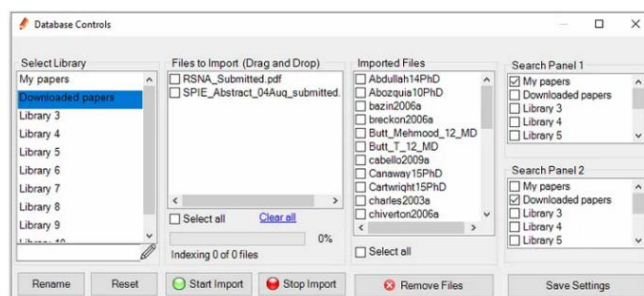 Database Controls
Select Library
My papers
Downloaded papers
Library 3
Library 4
Library 5
Library 6
Library 7
Library 8
Library 9
Library 10
Rename
Reset
Files to Import (Drag and Drop)
RSNA_Submitted.pdf
SPIE_Abstract_04Aug_submitted.
Select all
Clear all
0%
Indexing 0 of 0 files
Start Import
Stop Import
Imported Files
Abdullah14PhD
Abozquia10PhD
bazin2006a
breckon2006a
Butt_Mehmood_12_MD
Butt_T_12_MD
cabello2009a
Canaway15PhD
Cartwright15PhD
charles2003a
chiverton2006a
Select all
Remove Files
Search Panel 1
My papers
Downloaded papers
Library 3
Library 4
Library 5
Search Panel 2
My papers
Downloaded papers
Library 3
Library 4
Library 5
Save Settings